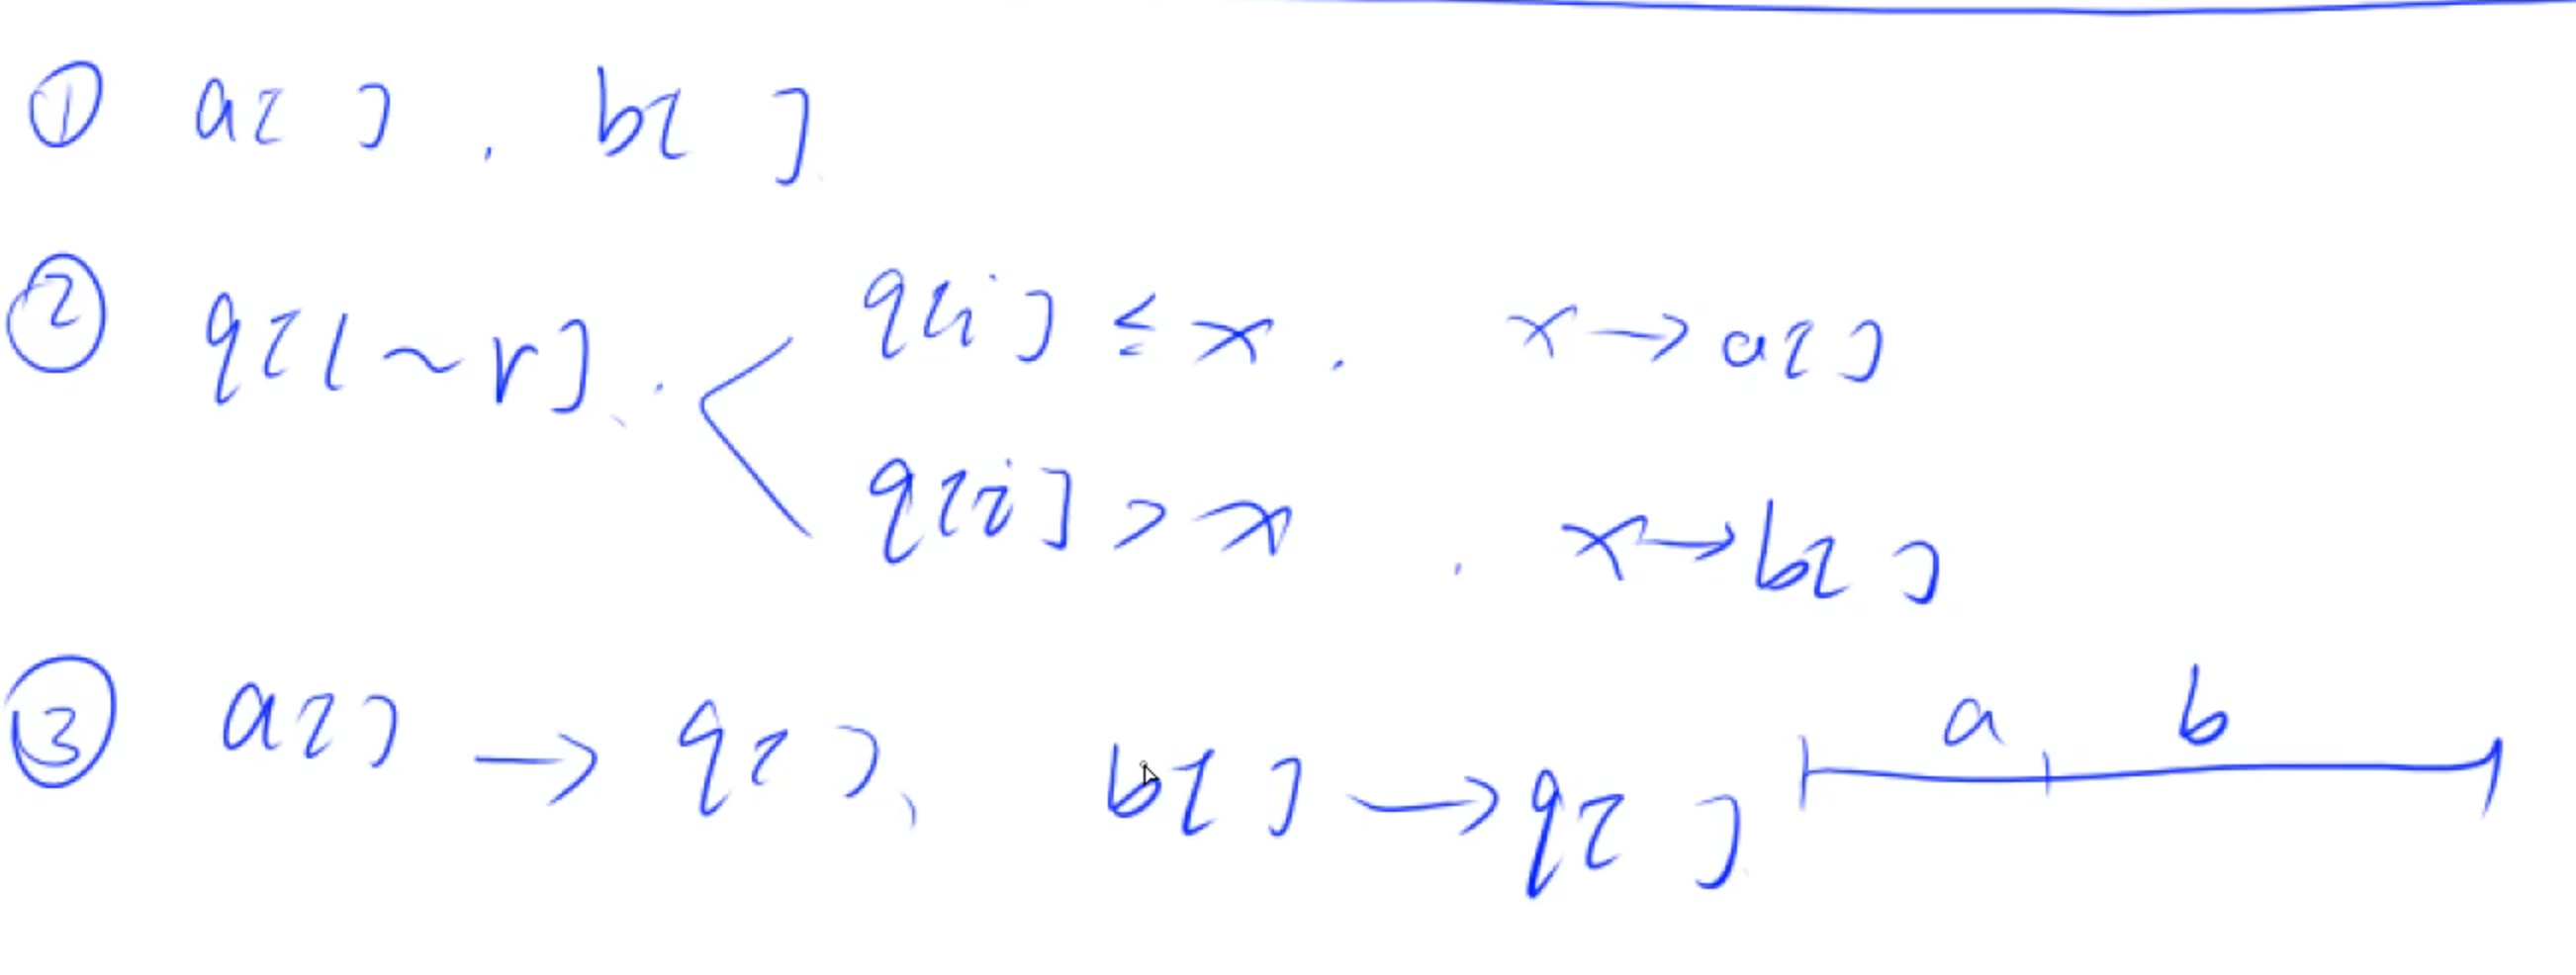 ① a[ ] , b[ ]
② q[l~r] . q[i] ≤ x . x→a[ ]
q[i] > x . x→b[ ]
③ a[ ] → q[ ] 、 b[ ] → q[ ] a b